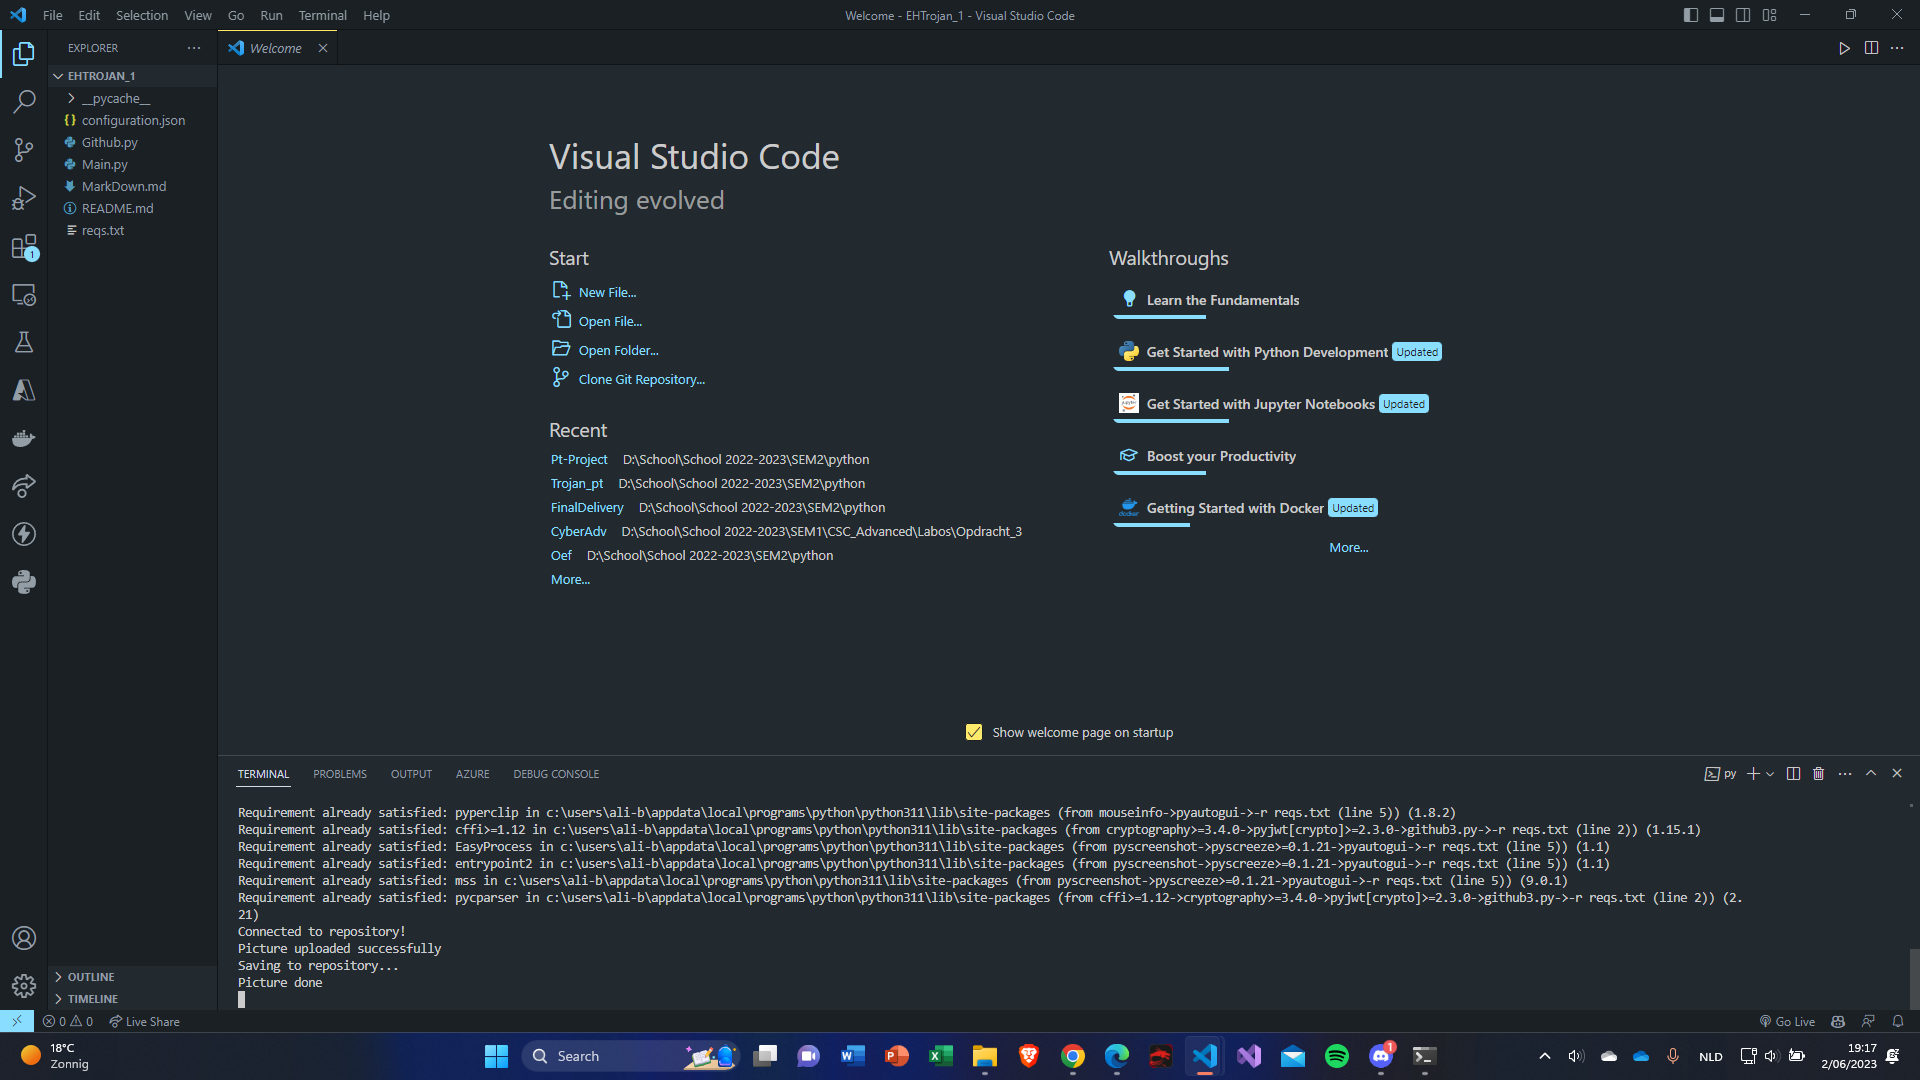 File Edit Selection View Go Run Terminal Help
Welcome - EHTrojan_1 - Visual Studio Code
EXPLORER
Welcome
EHTROJAN_1
__pycache__
configuration.json
Github.py
Main.py
MarkDown.md
README.md
reqs.txt
1
Visual Studio Code
Editing evolved
Start
New File...
Open File...
Open Folder...
Clone Git Repository...
Recent
Pt-Project D:\School\School 2022-2023\SEM2\python
Trojan_pt D:\School\School 2022-2023\SEM2\python
FinalDelivery D:\School\School 2022-2023\SEM2\python
CyberAdv D:\School\School 2022-2023\SEM1\CSC_Advanced\Labos\Opdracht_3
Oef D:\School\School 2022-2023\SEM2\python
More...
Walkthroughs
Learn the Fundamentals
Get Started with Python Development Updated
Get Started with Jupyter Notebooks Updated
Boost your Productivity
Getting Started with Docker Updated
More...
Show welcome page on startup
TERMINAL PROBLEMS OUTPUT AZURE DEBUG CONSOLE
py
Requirement already satisfied: pyperclip in c:\users\ali-b\appdata\local\programs\python\python311\lib\site-packages (from mouseinfo->pyautogui->-r reqs.txt (line 5)) (1.8.2)
Requirement already satisfied: cffi>=1.12 in c:\users\ali-b\appdata\local\programs\python\python311\lib\site-packages (from cryptography>=3.4.0->pyjwt[crypto]>=2.3.0->github3.py->-r reqs.txt (line 2)) (1.15.1)
Requirement already satisfied: EasyProcess in c:\users\ali-b\appdata\local\programs\python\python311\lib\site-packages (from pyscreenshot->pyscreeze>=0.1.21->pyautogui->-r reqs.txt (line 5)) (1.1)
Requirement already satisfied: entrypoint2 in c:\users\ali-b\appdata\local\programs\python\python311\lib\site-packages (from pyscreenshot->pyscreeze>=0.1.21->pyautogui->-r reqs.txt (line 5)) (1.1)
Requirement already satisfied: mss in c:\users\ali-b\appdata\local\programs\python\python311\lib\site-packages (from pyscreenshot->pyscreeze>=0.1.21->pyautogui->-r reqs.txt (line 5)) (9.0.1)
Requirement already satisfied: pycparser in c:\users\ali-b\appdata\local\programs\python\python311\lib\site-packages (from cffi>=1.12->cryptography>=3.4.0->pyjwt[crypto]>=2.3.0->github3.py->-r reqs.txt (line 2)) (2.
21)
Connected to repository!
Picture uploaded successfully
Saving to repository...
Picture done
OUTLINE
TIMELINE
0 0 Live Share
Go Live
18°C
Zonnig
Search
1
NLD
19:17
2/06/2023